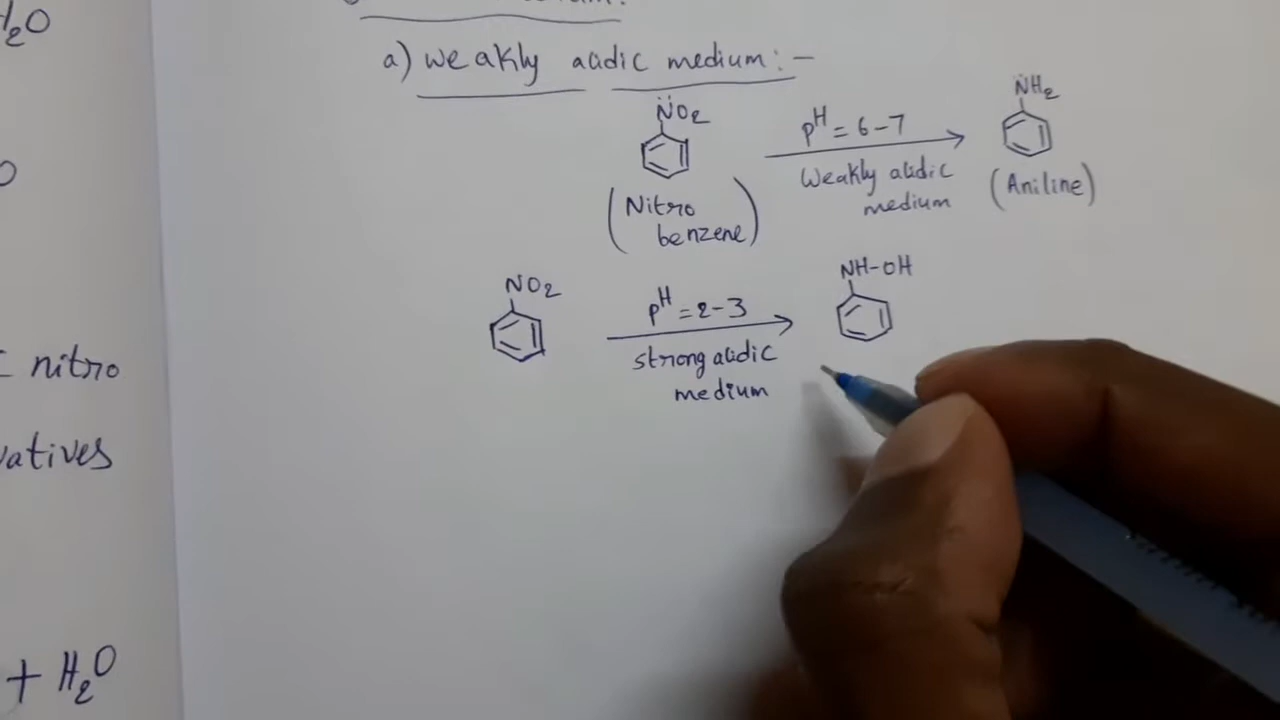 H₂O
a) weakly acidic medium:-
NO₂
pH = 6-7
NH₂
Weakly acidic
medium
(Aniline)
(Nitro
benzene)
NO₂
pH = 2-3
NH-OH
strong acidic
medium
nitro
+ H₂O